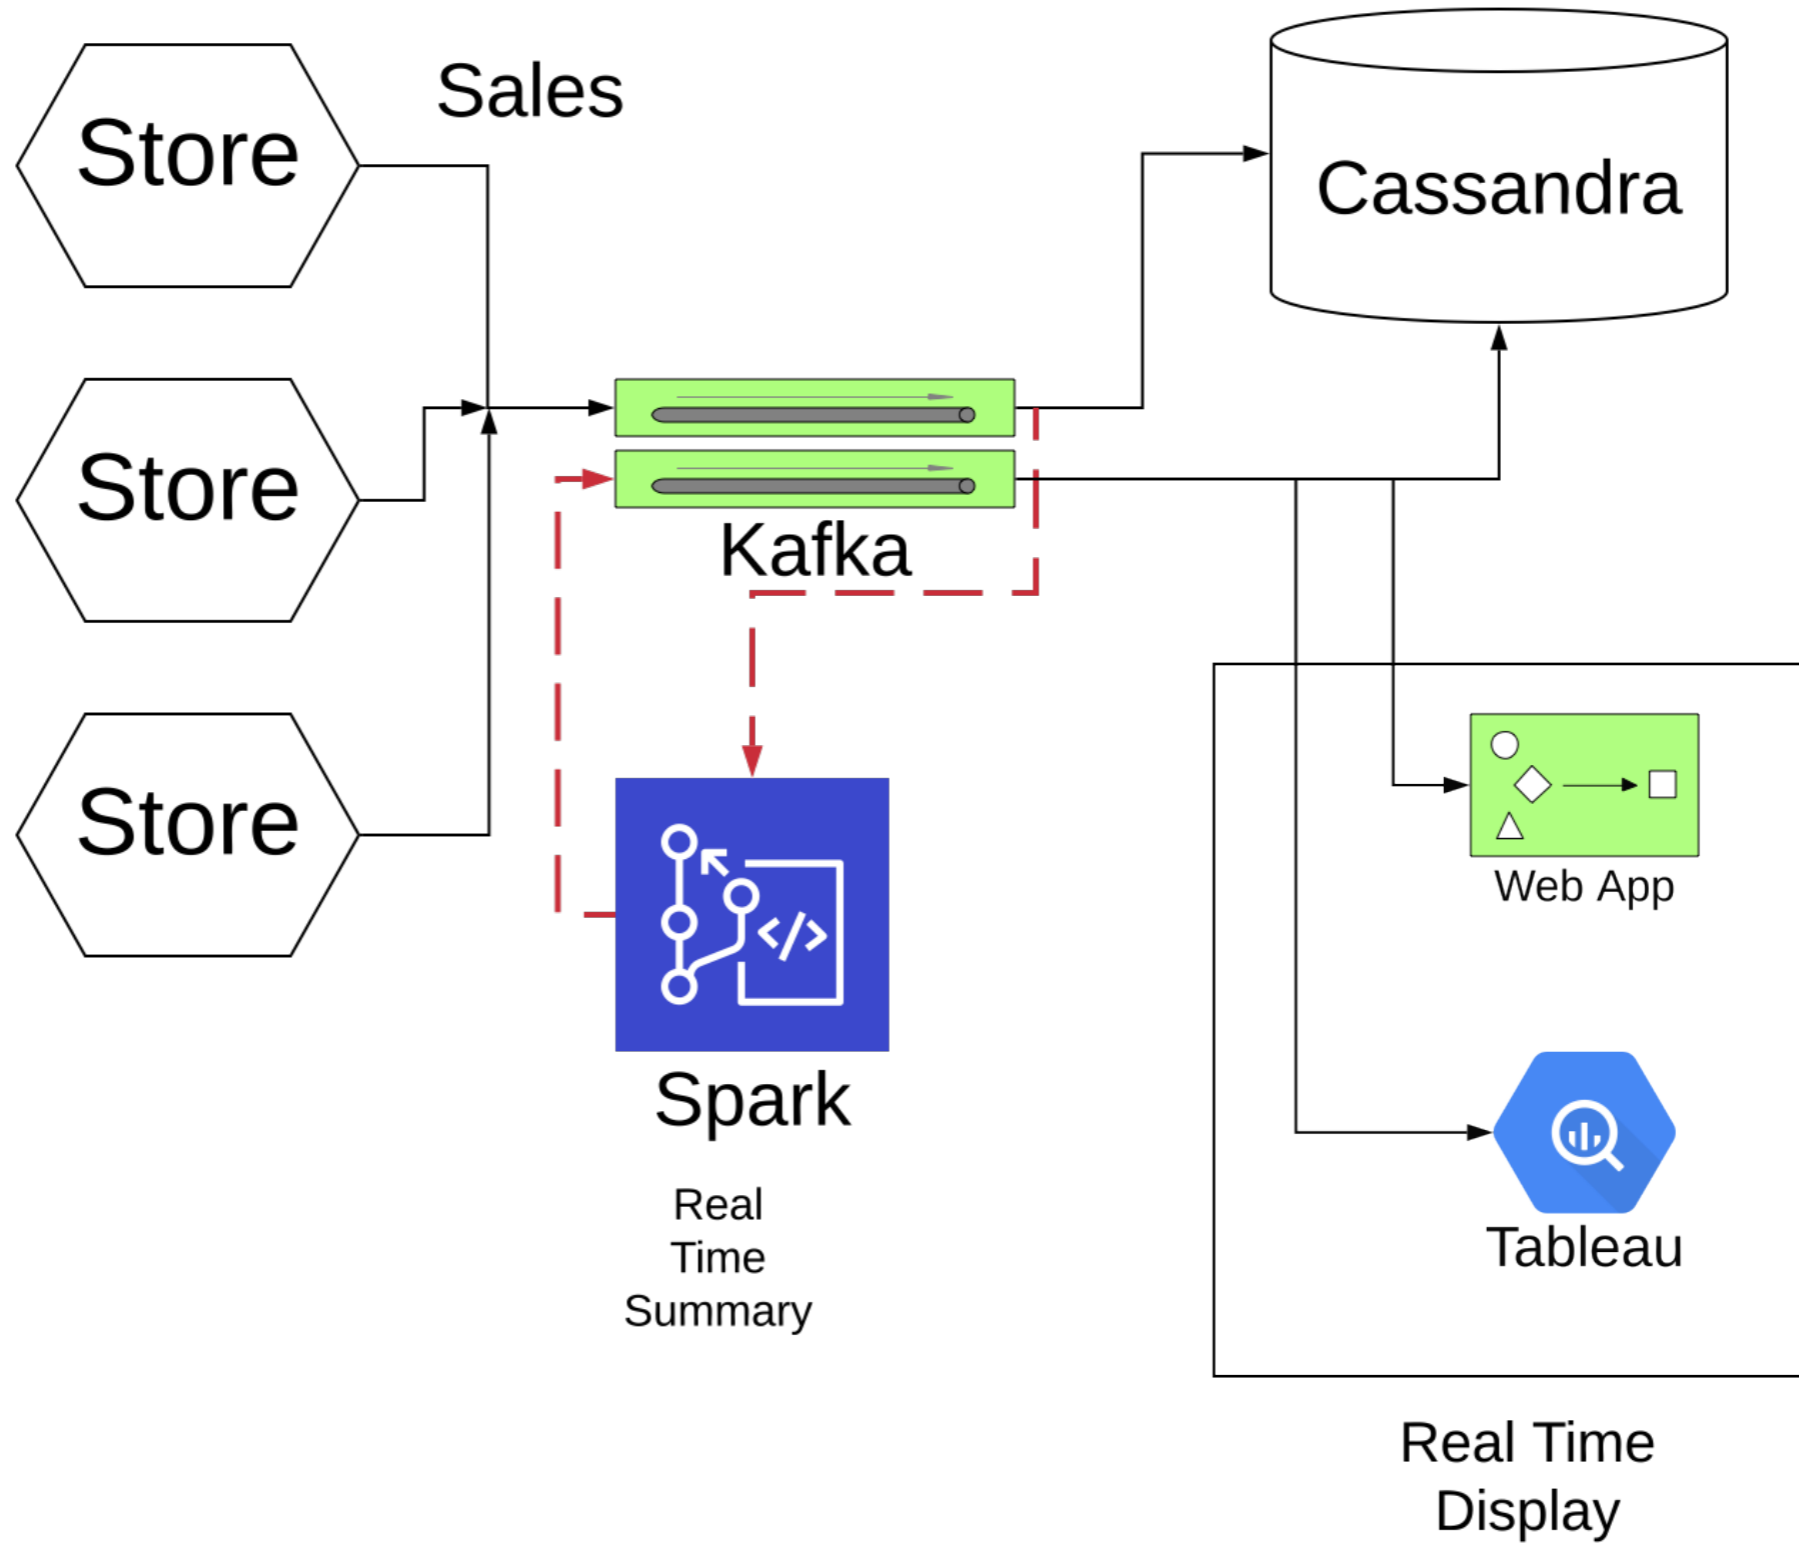 Sales
Store
Cassandra
Store
Kafka
Store
Web App
Spark
Real
Time
Summary
Tableau
Real Time
Display